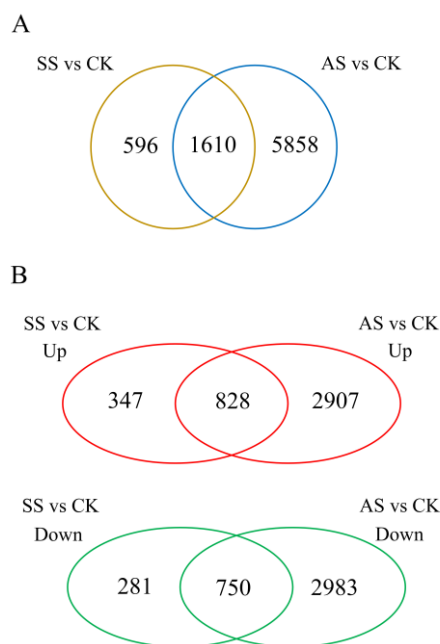 A
SS vs CK AS vs CK
596 1610 5858
B
SS vs CK AS vs CK
Up Up
347 828 2907
SS vs CK AS vs CK
Down Down
281 750 2983